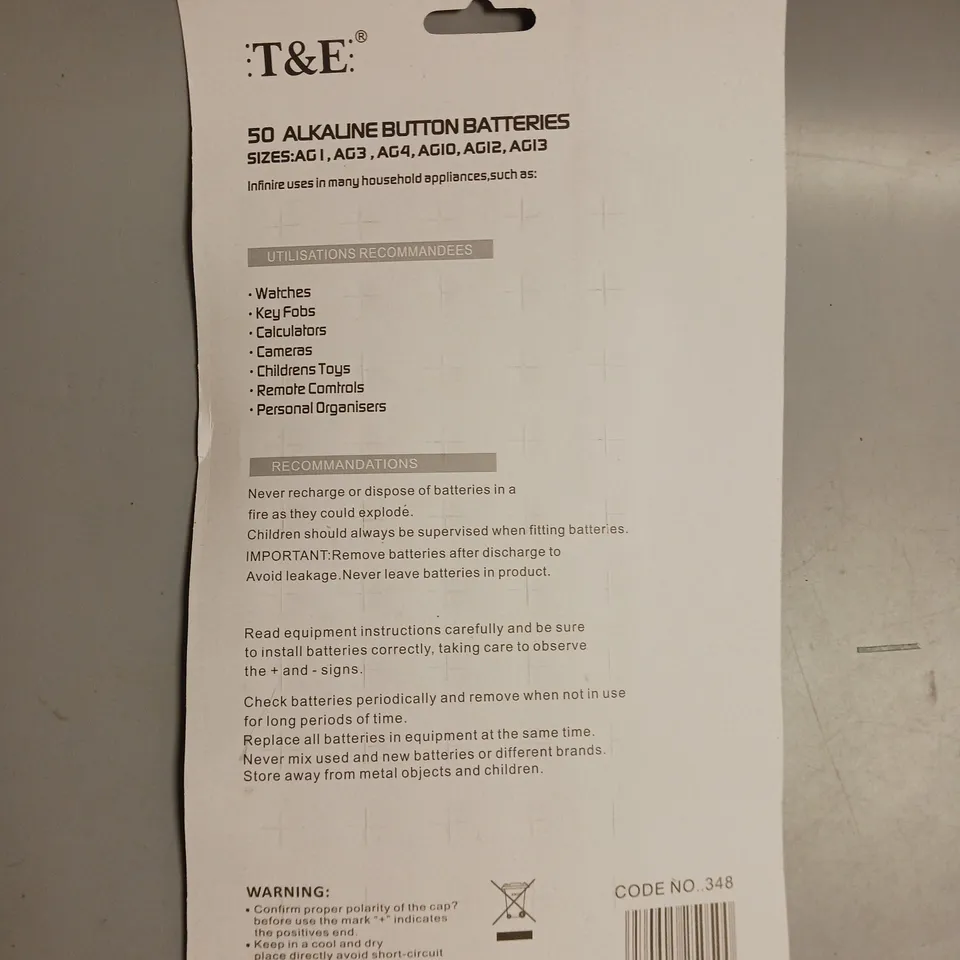 T&E®
50 ALKALINE BUTTON BATTERIES
SIZES:AG1, AG3, AG4, AG10, AG12, AG13
Infinire uses in many household appliances,such as:
UTILISATIONS RECOMMANDEES
• Watches
• Key Fobs
• Calculators
• Cameras
• Childrens Toys
• Remote Comtrols
• Personal Organisers
RECOMMANDATIONS
Never recharge or dispose of batteries in a
fire as they could explode.
Children should always be supervised when fitting batteries.
IMPORTANT:Remove batteries after discharge to
Avoid leakage.Never leave batteries in product.
Read equipment instructions carefully and be sure
to install batteries correctly, taking care to observe
the + and - signs.
Check batteries periodically and remove when not in use
for long periods of time.
Replace all batteries in equipment at the same time.
Never mix used and new batteries or different brands.
Store away from metal objects and children.
WARNING:
• Confirm proper polarity of the cap?
before use the mark "+" indicates
the positives end.
• Keep in a cool and dry
place directly avoid short-circuit
CODE NO..348